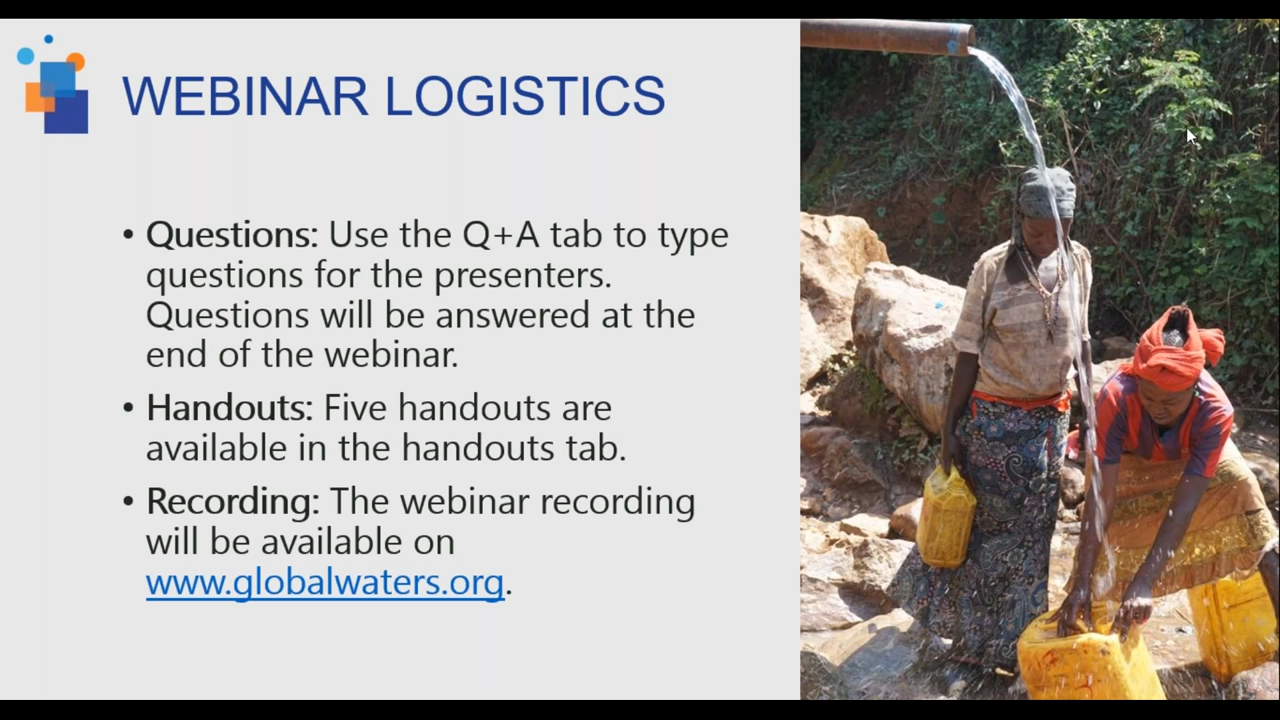 WEBINAR LOGISTICS
• Questions: Use the Q+A tab to type
questions for the presenters.
Questions will be answered at the
end of the webinar.
• Handouts: Five handouts are
available in the handouts tab.
• Recording: The webinar recording
will be available on
www.globalwaters.org.